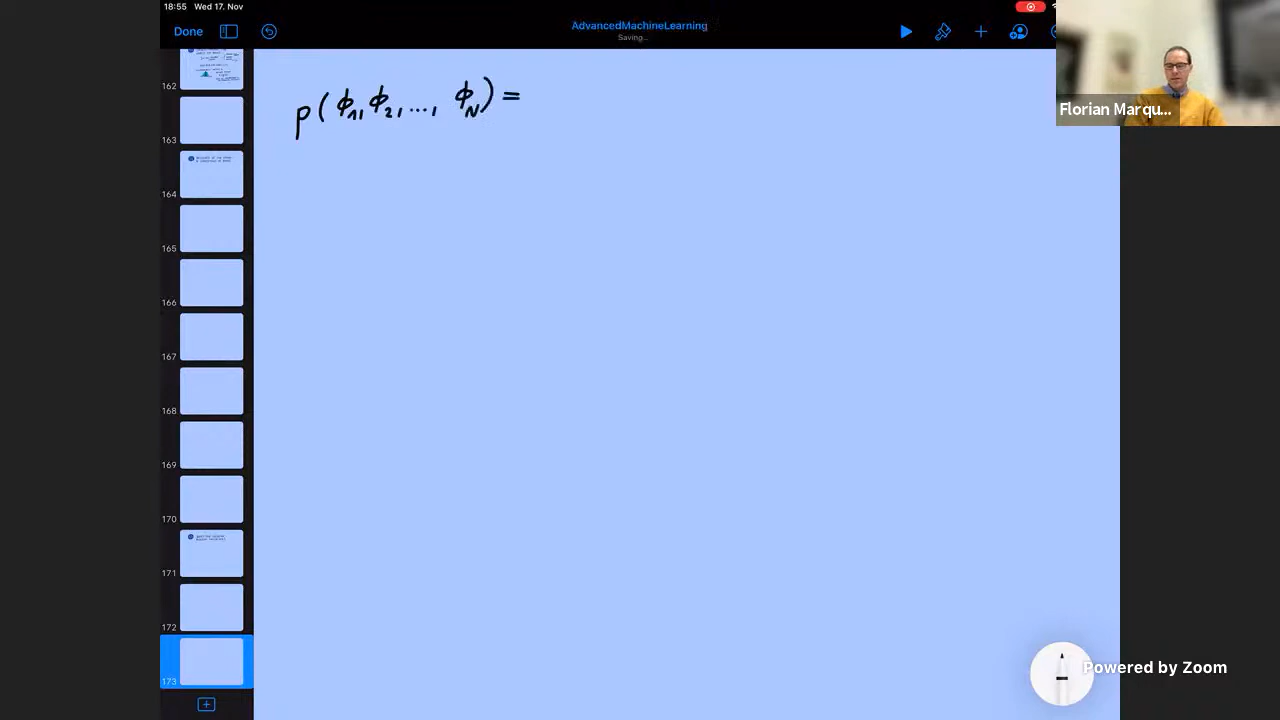 18:55 Wed 17. Nov
Done
AdvancedMachineLearning
Saving...
Florian Marqu...
p(ϕ₁, ϕ₂, ..., ϕ_N) =
162
163
164
165
166
167
168
169
170
171
172
173
Powered by Zoom